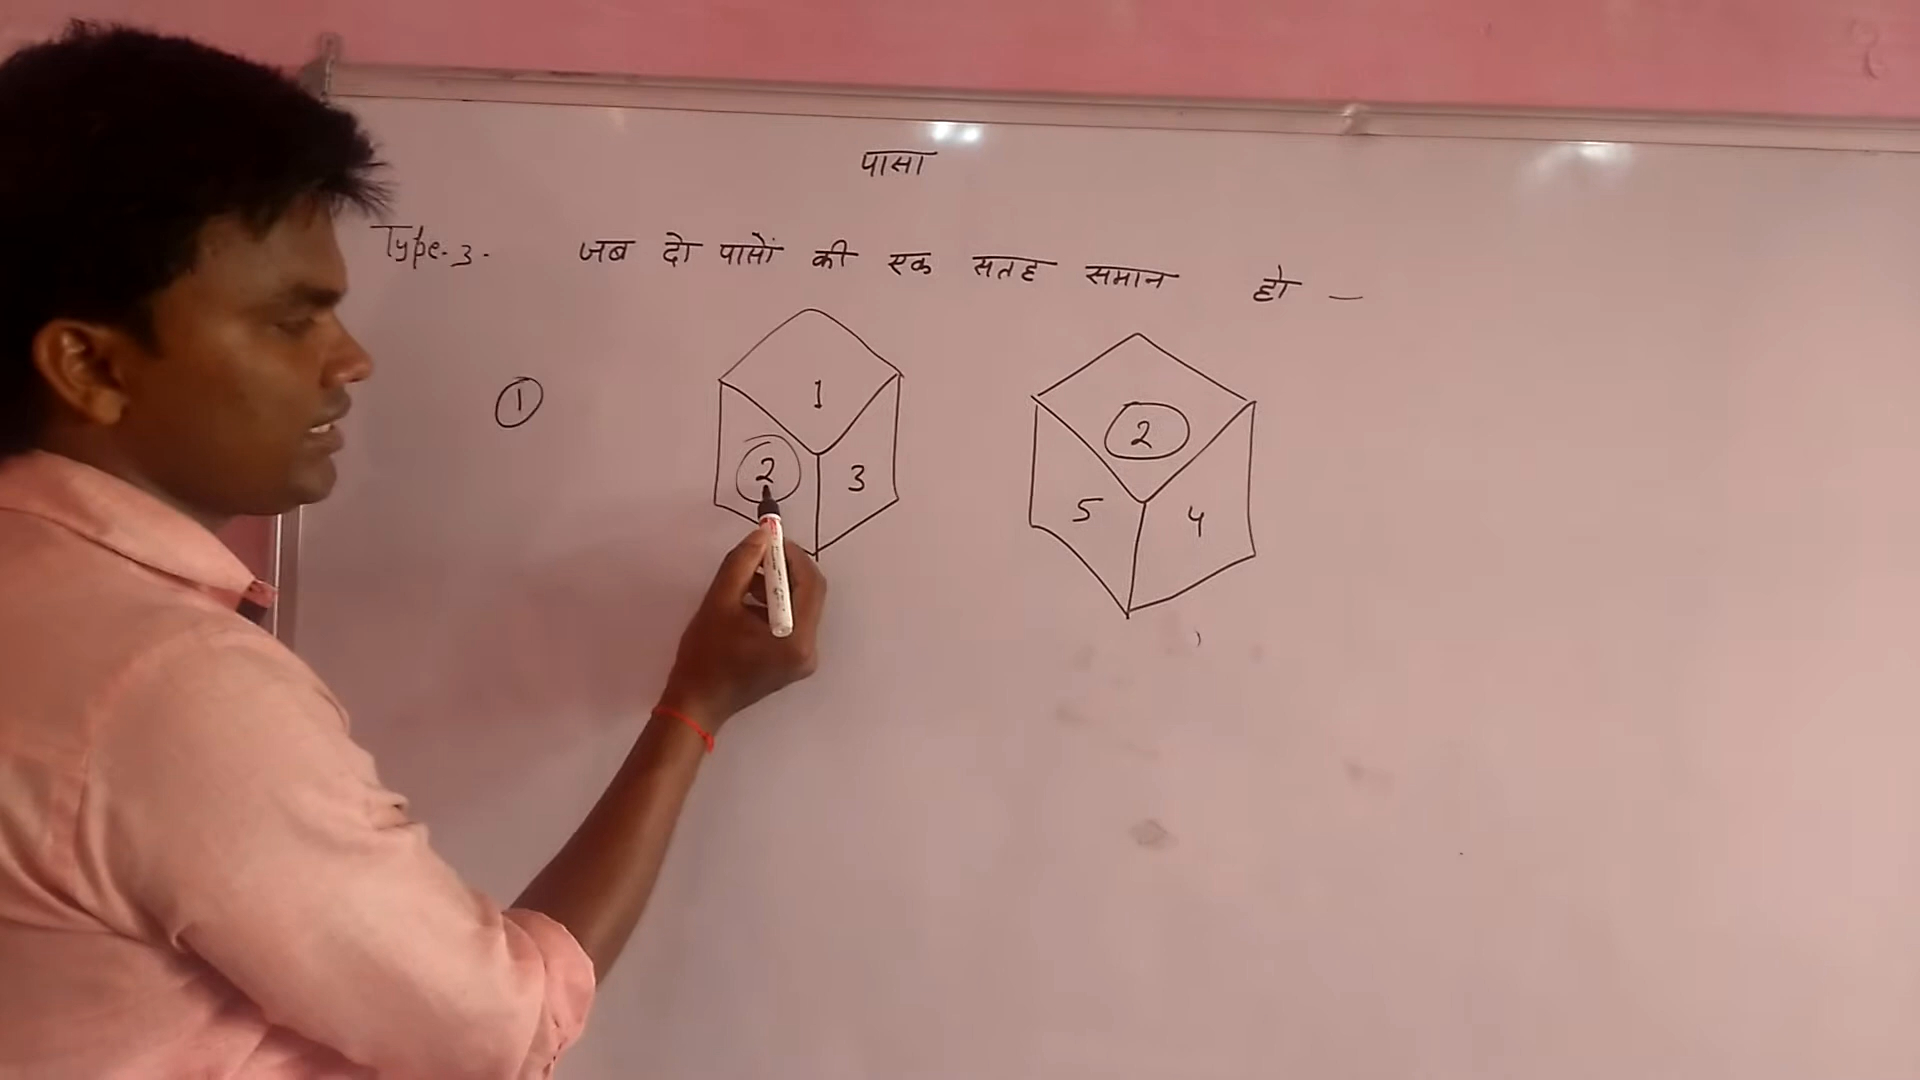 पासा
Type-3- जब दो पासों की एक सतह समान हो -
1
1
2 3
2
5 4